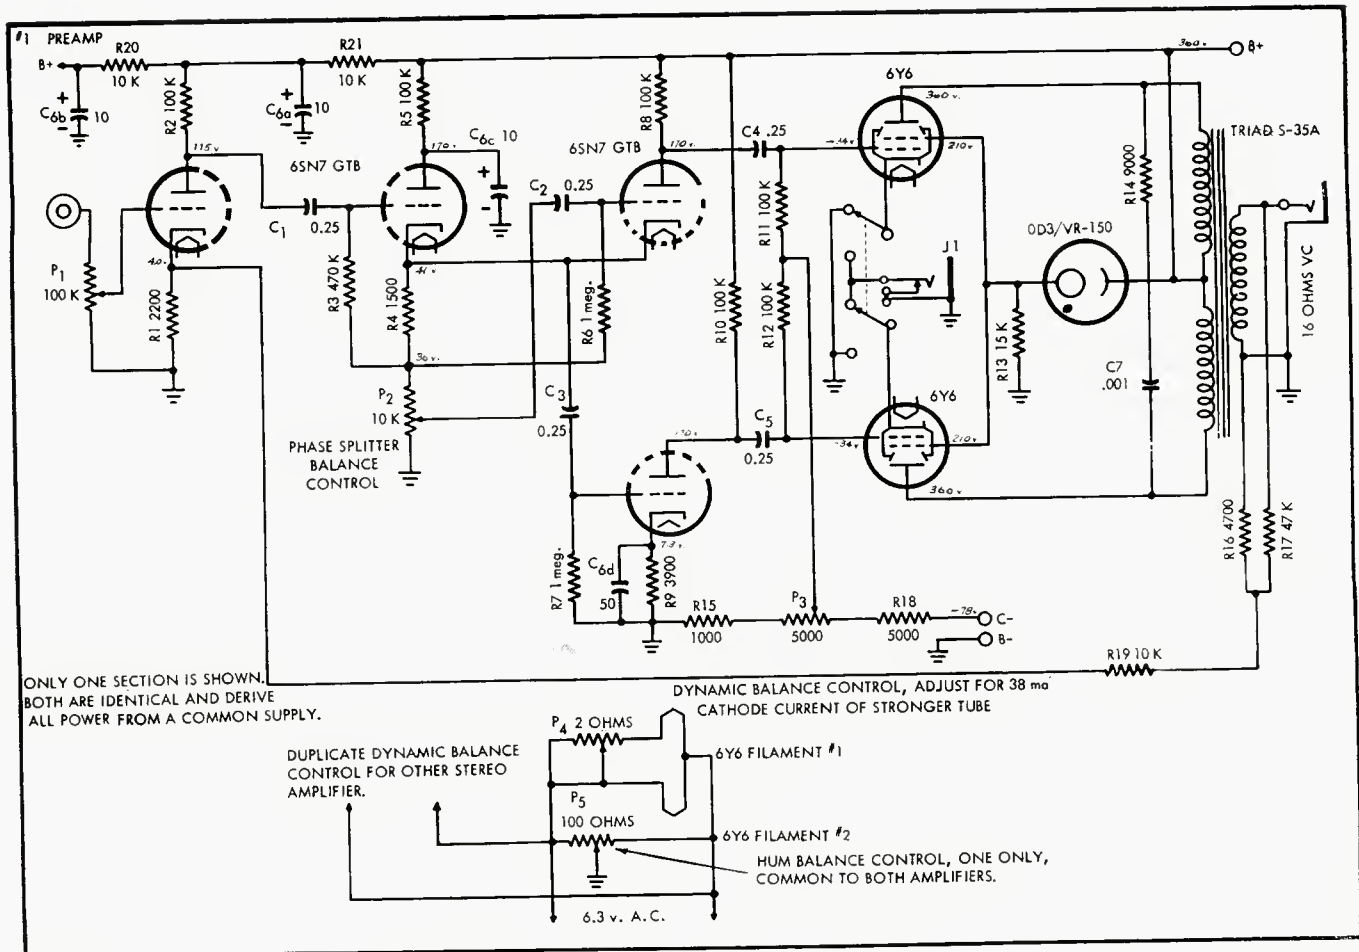 #1 PREAMP
B+
R20
10 K
R21
10 K
360 v.
B+
C6b
+
-
10
R2 100 K
115 v
C6a
+
-
10
R5 100 K
170 v.
C6c 10
+
-
R8 100 K
170 v.
6SN7 GTB
6SN7 GTB
C4 .25
6Y6
360 v.
-34 v
210 v
TRIAD S-35A
R14 9000
P1
100 K
40 v.
R1 2200
C1
0.25
R3 470 K
41 v.
R4 1500
36 v.
C2
0.25
R6 1 meg.
R10 100 K
R11 100 K
R12 100 K
J1
0D3/VR-150
R13 15 K
C7
.001
16 OHMS VC
P2
10 K
PHASE SPLITTER
BALANCE
CONTROL
C3
0.25
170 v.
C5
0.25
-34 v
6Y6
210 v
360 v
R7 1 meg.
C6d
50
7.3 v.
R9 3900
R15
1000
P3
5000
R18
5000
-78 v
C-
B-
R16 4700
R17 47 K
R19 10 K
ONLY ONE SECTION IS SHOWN.
BOTH ARE IDENTICAL AND DERIVE
ALL POWER FROM A COMMON SUPPLY.
DYNAMIC BALANCE CONTROL, ADJUST FOR 38 ma
CATHODE CURRENT OF STRONGER TUBE
P4 2 OHMS
6Y6 FILAMENT #1
DUPLICATE DYNAMIC BALANCE
CONTROL FOR OTHER STEREO
AMPLIFIER.
P5
100 OHMS
6Y6 FILAMENT #2
HUM BALANCE CONTROL, ONE ONLY,
COMMON TO BOTH AMPLIFIERS.
6.3 v. A.C.